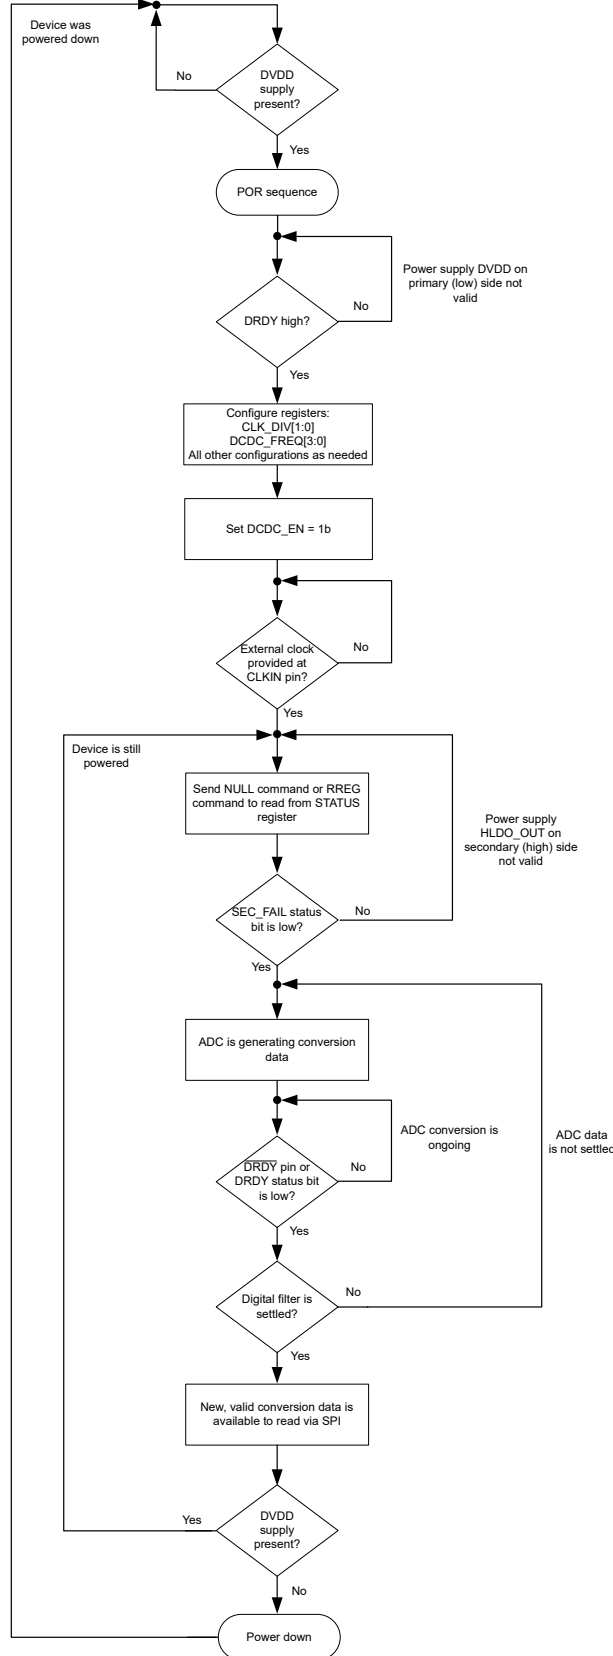 Device was
powered down
No
DVDD
supply
present?
Yes
POR sequence
Power supply DVDD on
primary (low) side not
valid
No
DRDY high?
Yes
Configure registers:
CLK_DIV[1:0]
DCDC_FREQ[3:0]
All other configurations as needed
Set DCDC_EN = 1b
No
External clock
provided at
CLKIN pin?
Yes
Device is still
powered
Send NULL command or RREG
command to read from STATUS
register
Power supply
HLDO_OUT on
secondary (high) side
not valid
SEC_FAIL status
bit is low?
No
Yes
ADC is generating conversion
data
ADC conversion is
ongoing
ADC data
is not settled
DRDY pin or
DRDY status bit
is low?
No
Yes
Digital filter is
settled?
No
Yes
New, valid conversion data is
available to read via SPI
Yes
DVDD
supply
present?
No
Power down